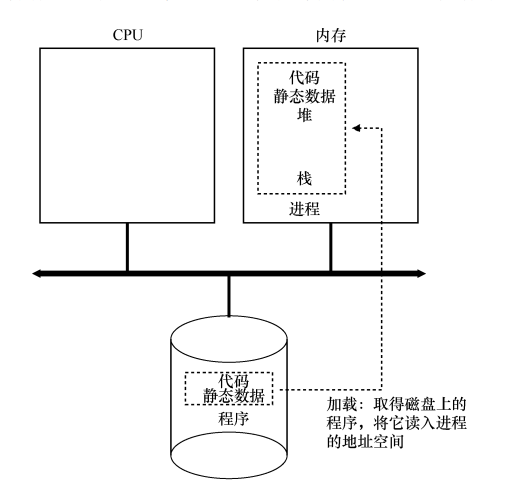 CPU
内存
代码
静态数据
堆
栈
进程
代码
静态数据
程序
加载：取得磁盘上的
程序，将它读入进程
的地址空间